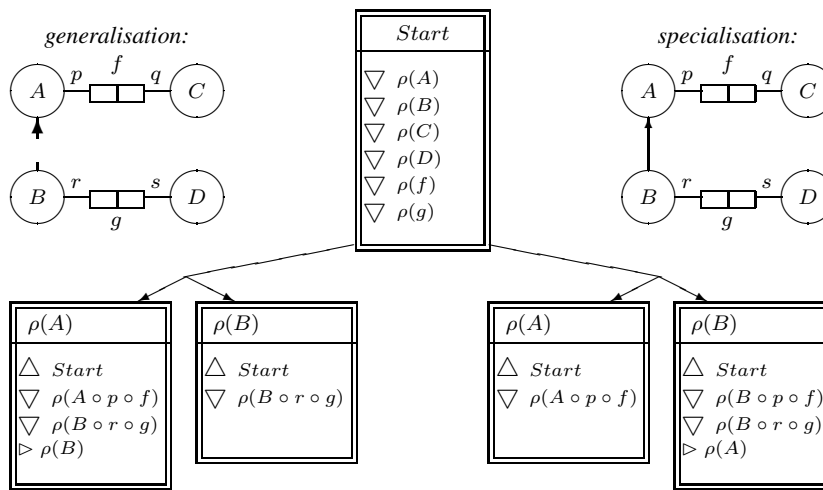 generalisation:
f
p q
A C
B r s D
g
Start
▽ ρ(A)
▽ ρ(B)
▽ ρ(C)
▽ ρ(D)
▽ ρ(f)
▽ ρ(g)
specialisation:
f
p q
A C
B r s D
g
ρ(A)
△ Start
▽ ρ(A ∘ p ∘ f)
▽ ρ(B ∘ r ∘ g)
▷ ρ(B)
ρ(B)
△ Start
▽ ρ(B ∘ r ∘ g)
ρ(A)
△ Start
▽ ρ(A ∘ p ∘ f)
ρ(B)
△ Start
▽ ρ(B ∘ p ∘ f)
▽ ρ(B ∘ r ∘ g)
▷ ρ(A)